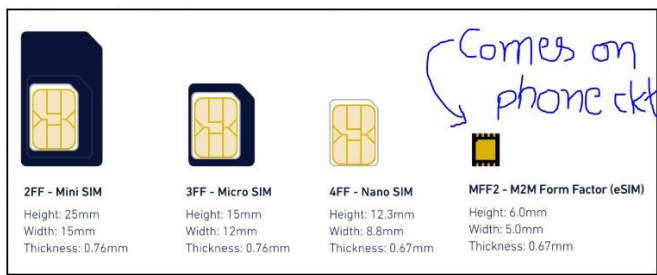 Comes on
phone ckt
2FF - Mini SIM
Height: 25mm
Width: 15mm
Thickness: 0.76mm
3FF - Micro SIM
Height: 15mm
Width: 12mm
Thickness: 0.76mm
4FF - Nano SIM
Height: 12.3mm
Width: 8.8mm
Thickness: 0.67mm
MFF2 - M2M Form Factor (eSIM)
Height: 6.0mm
Width: 5.0mm
Thickness: 0.67mm